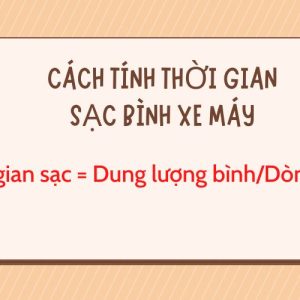 CÁCH TÍNH THỜI GIAN
SẠC BÌNH XE MÁY
gian sạc = Dung lượng bình/Dòn